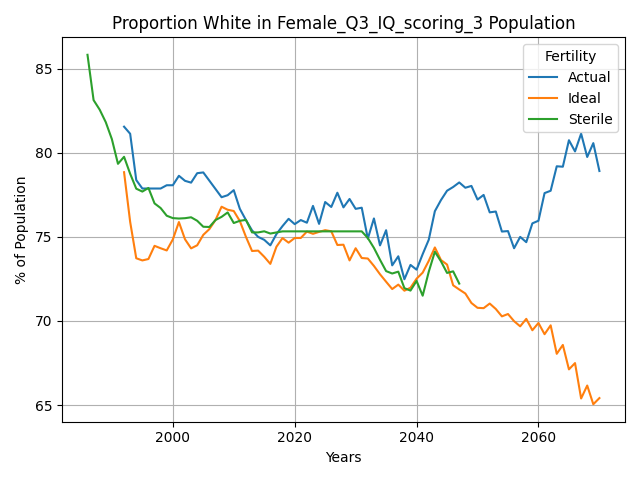 Proportion White in Female_Q3_IQ_scoring_3 Population
% of Population
85
80
75
70
65
Fertility
Actual
Ideal
Sterile
2000
2020
2040
2060
Years